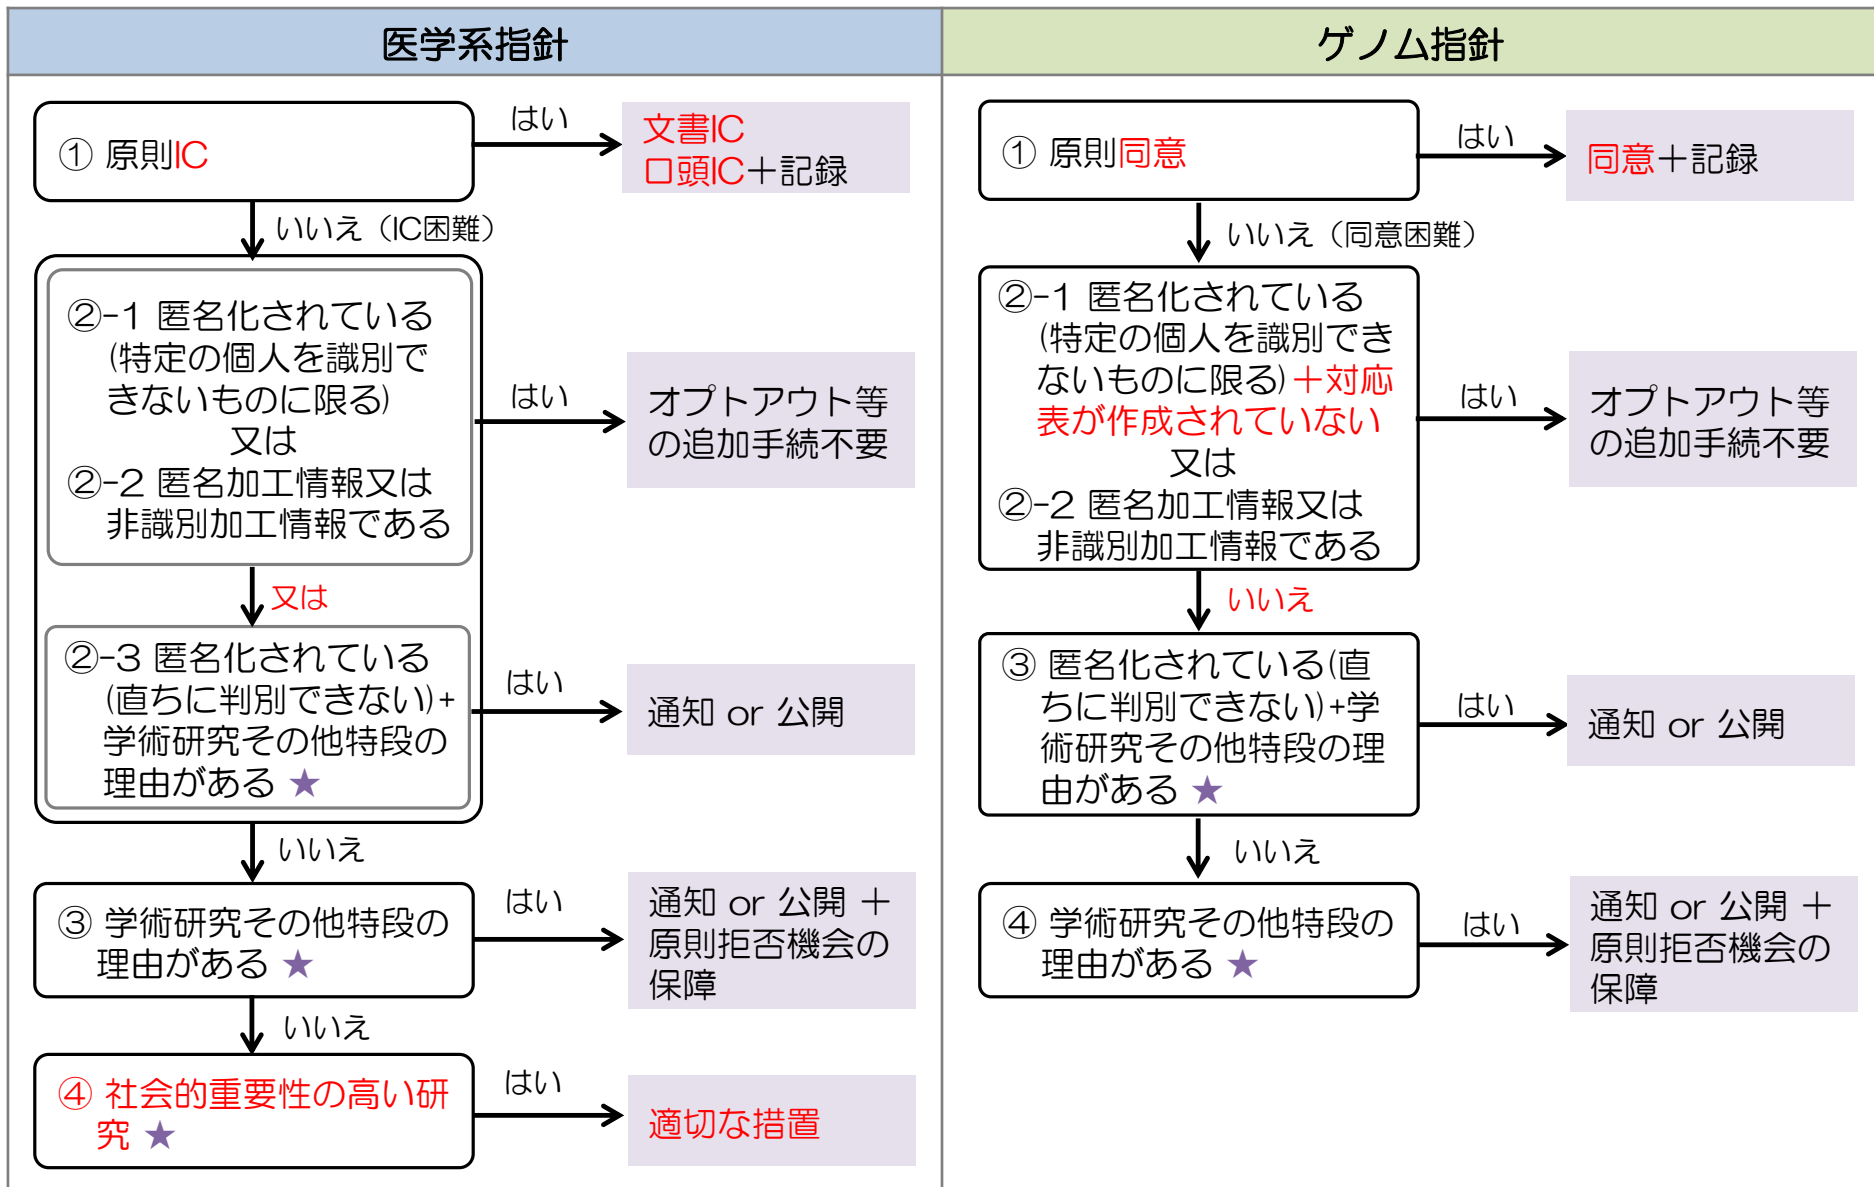 医学系指針
① 原則IC
はい
文書IC
口頭IC＋記録
いいえ（IC困難）
②-1 匿名化されている
(特定の個人を識別で
きないものに限る)
又は
②-2 匿名加工情報又は
非識別加工情報である
はい
オプトアウト等
の追加手続不要
又は
②-3 匿名化されている
(直ちに判別できない)+
学術研究その他特段の
理由がある ★
はい
通知 or 公開
いいえ
③ 学術研究その他特段の
理由がある ★
はい
通知 or 公開 ＋
原則拒否機会の
保障
いいえ
④ 社会的重要性の高い研
究 ★
はい
適切な措置
ゲノム指針
① 原則同意
はい
同意＋記録
いいえ（同意困難）
②-1 匿名化されている
(特定の個人を識別でき
ないものに限る)＋対応
表が作成されていない
又は
②-2 匿名加工情報又は
非識別加工情報である
はい
オプトアウト等
の追加手続不要
いいえ
③ 匿名化されている(直
ちに判別できない)+学
術研究その他特段の理
由がある ★
はい
通知 or 公開
いいえ
④ 学術研究その他特段の
理由がある ★
はい
通知 or 公開 ＋
原則拒否機会の
保障